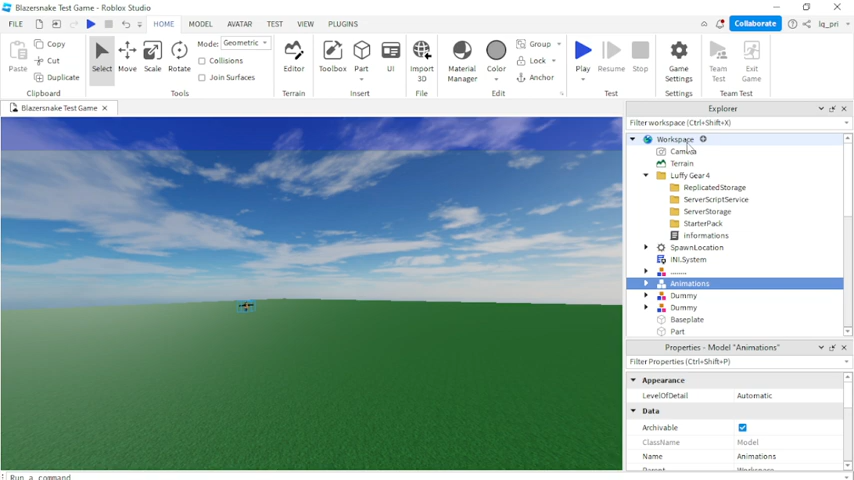 Blazersnake Test Game - Roblox Studio
FILE HOME MODEL AVATAR TEST VIEW PLUGINS Collaborate lq_pri
Paste Copy Cut Duplicate Select Move Scale Rotate Mode: Geometric Collisions Join Surfaces Editor Toolbox Part UI Import 3D Material Manager Color Group Lock Anchor Play Resume Stop Game Settings Team Test Exit Game
Clipboard Tools Terrain Insert File Edit Test Settings Team Test
Blazersnake Test Game
Explorer
Filter workspace (Ctrl+Shift+X)
Workspace
Camera
Terrain
Luffy Gear 4
ReplicatedStorage
ServerScriptService
ServerStorage
StarterPack
informations
SpawnLocation
INI.System
........
Animations
Dummy
Dummy
Baseplate
Part
Properties - Model "Animations"
Filter Properties (Ctrl+Shift+P)
Appearance
LevelOfDetail Automatic
Data
Archivable
ClassName Model
Name Animations
Parent Workspace
Run a command